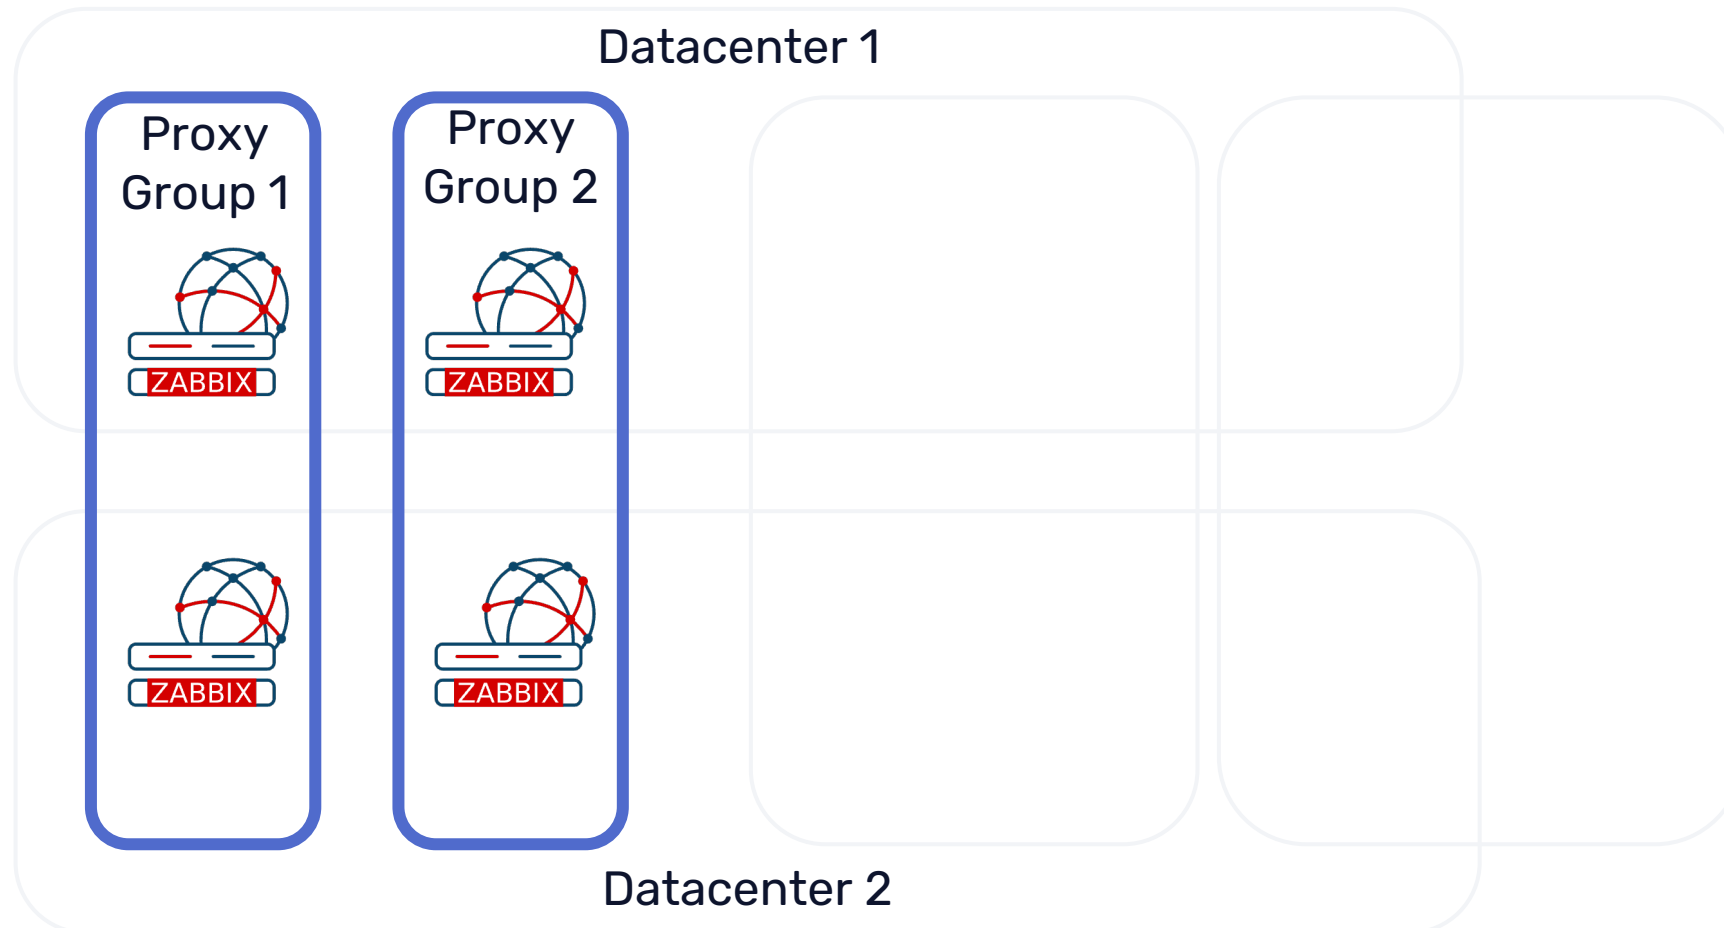 Datacenter 1
Proxy
Group 1
Proxy
Group 2
ZABBIX
ZABBIX
ZABBIX
ZABBIX
Datacenter 2